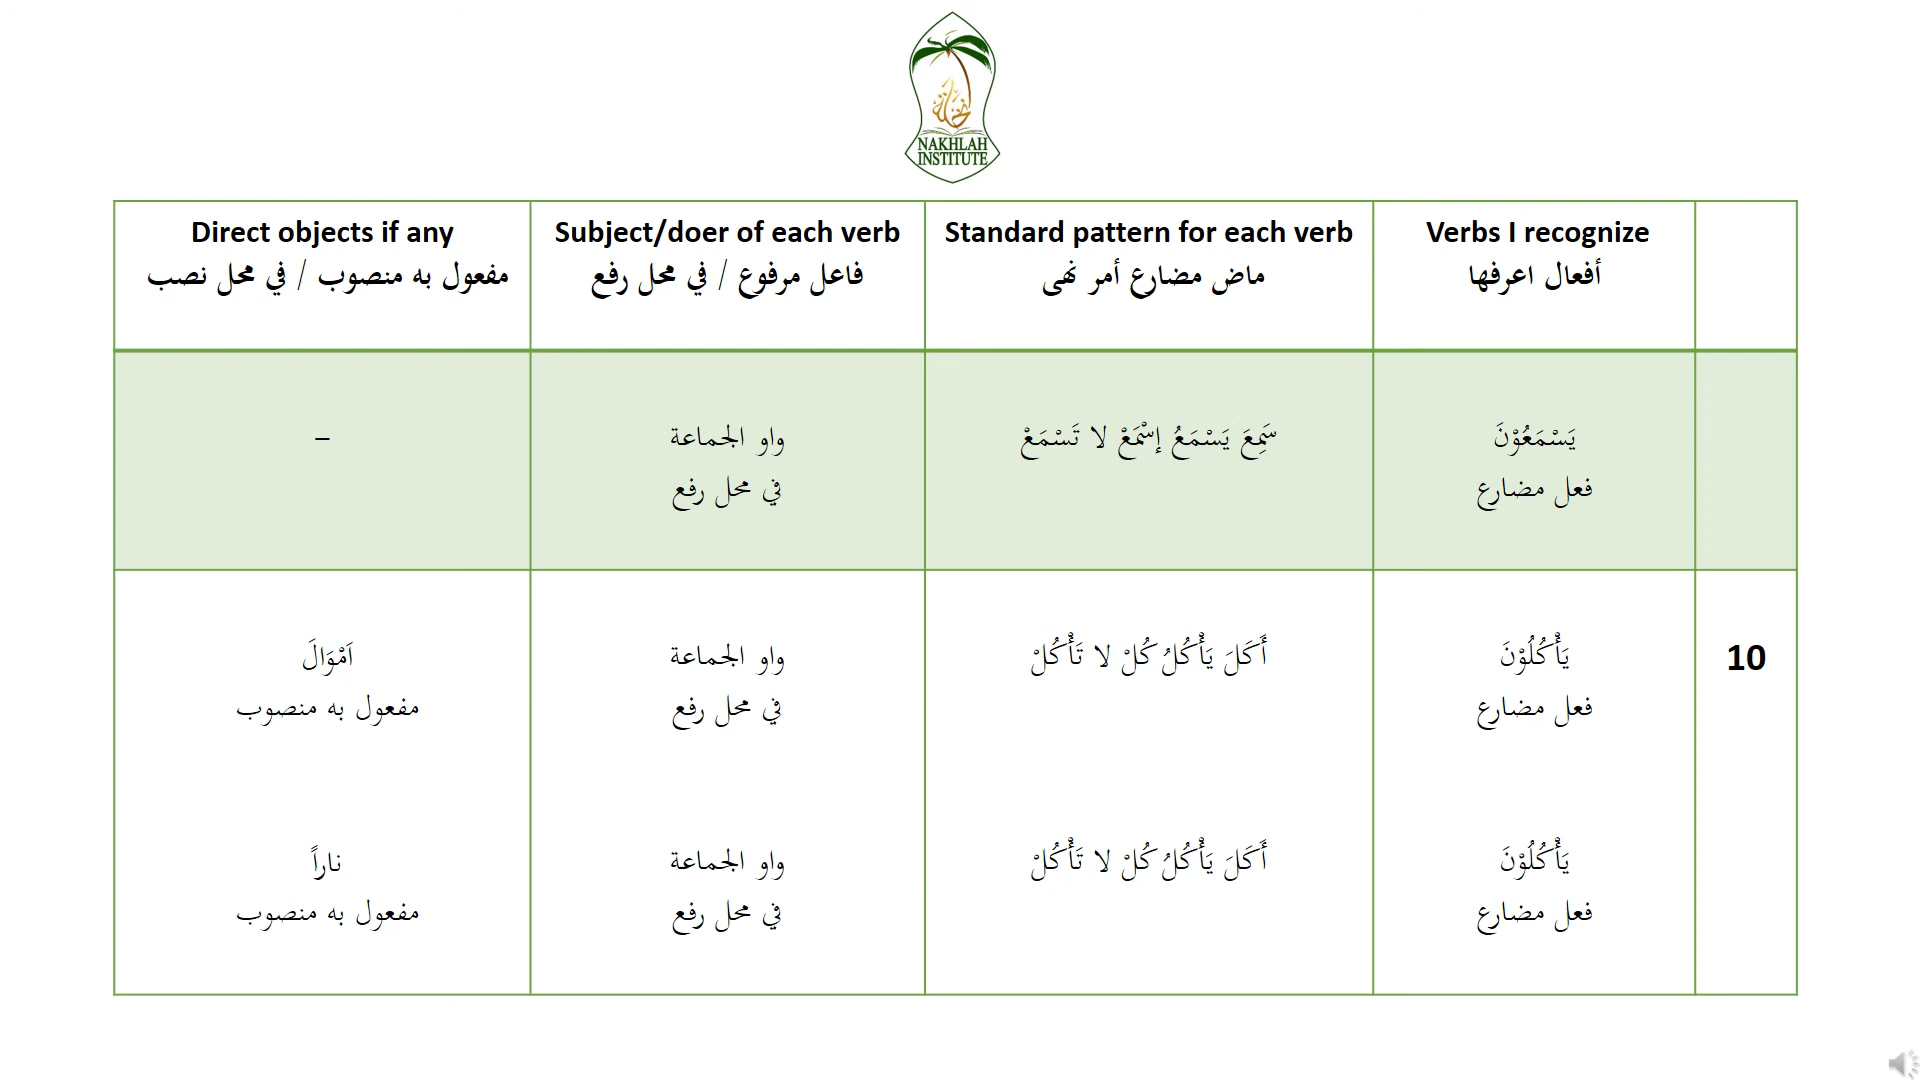 نخلة
NAKHLAH
INSTITUTE
Verbs I recognize
أفعال اعرفها
Standard pattern for each verb
ماض مضارع أمر نهى
Subject/doer of each verb
فاعل مرفوع / في محل رفع
Direct objects if any
مفعول به منصوب / في محل نصب
يَسْمَعُوْنَ
فعل مضارع
سَمِعَ يَسْمَعُ إسْمَعْ لا تَسْمَعْ
واو الجماعة
في محل رفع
–
10
يَأْكُلُوْنَ
فعل مضارع
أَكَلَ يَأْكُلُ كُلْ لا تَأْكُلْ
واو الجماعة
في محل رفع
اَمْوَالَ
مفعول به منصوب
يَأْكُلُوْنَ
فعل مضارع
أَكَلَ يَأْكُلُ كُلْ لا تَأْكُلْ
واو الجماعة
في محل رفع
ناراً
مفعول به منصوب